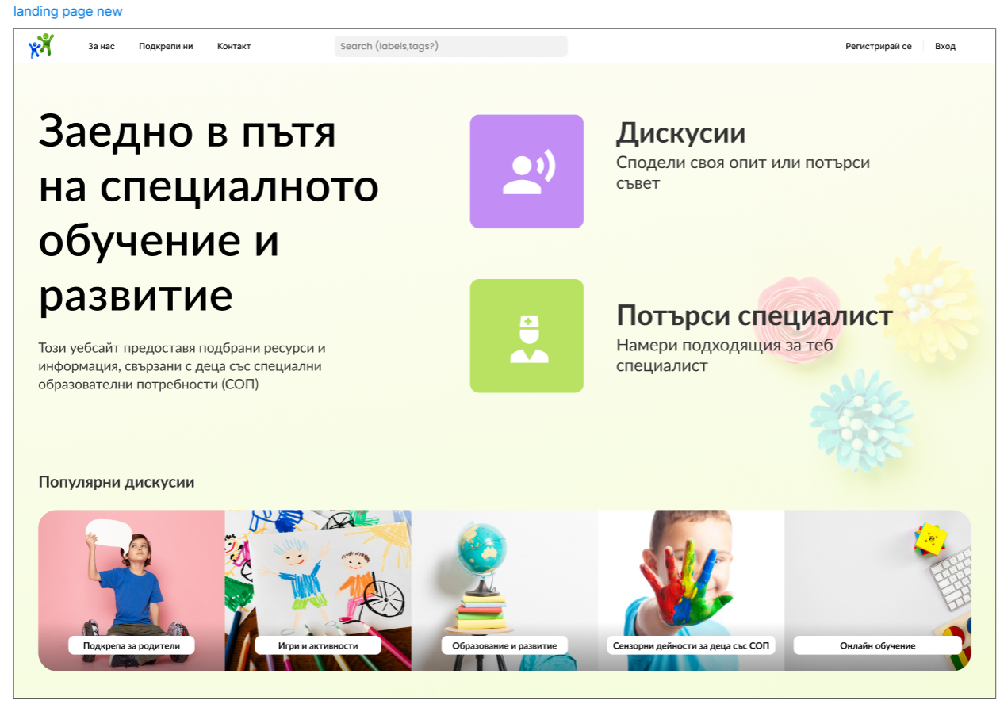 landing page new
За нас
Подкрепи ни
Контакт
Search (labels,tags?)
Регистрирай се
Вход
Заедно в пътя
на специалното
обучение и
развитие
Този уебсайт предоставя подбрани ресурси и
информация, свързани с деца със специални
образователни потребности (СОП)
Дискусии
Сподели своя опит или потърси
съвет
Потърси специалист
Намери подходящия за теб
специалист
Популярни дискусии
Подкрепа за родители
Игри и активности
Образование и развитие
Сензорни дейности за деца със СОП
Онлайн обучение